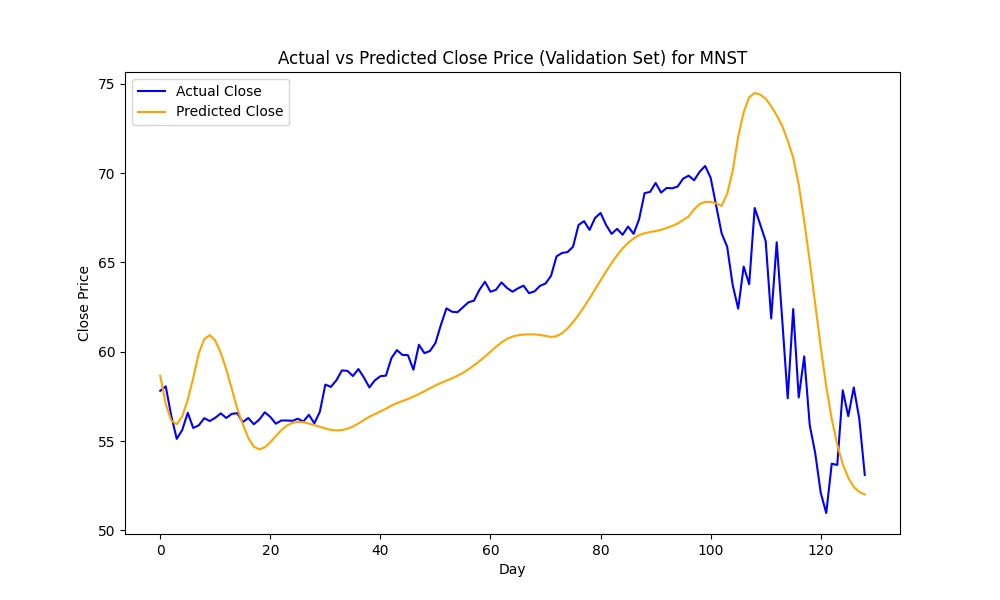 Actual vs Predicted Close Price (Validation Set) for MNST
Actual Close
Predicted Close
Close Price
75
70
65
60
55
50
0 20 40 60 80 100 120
Day